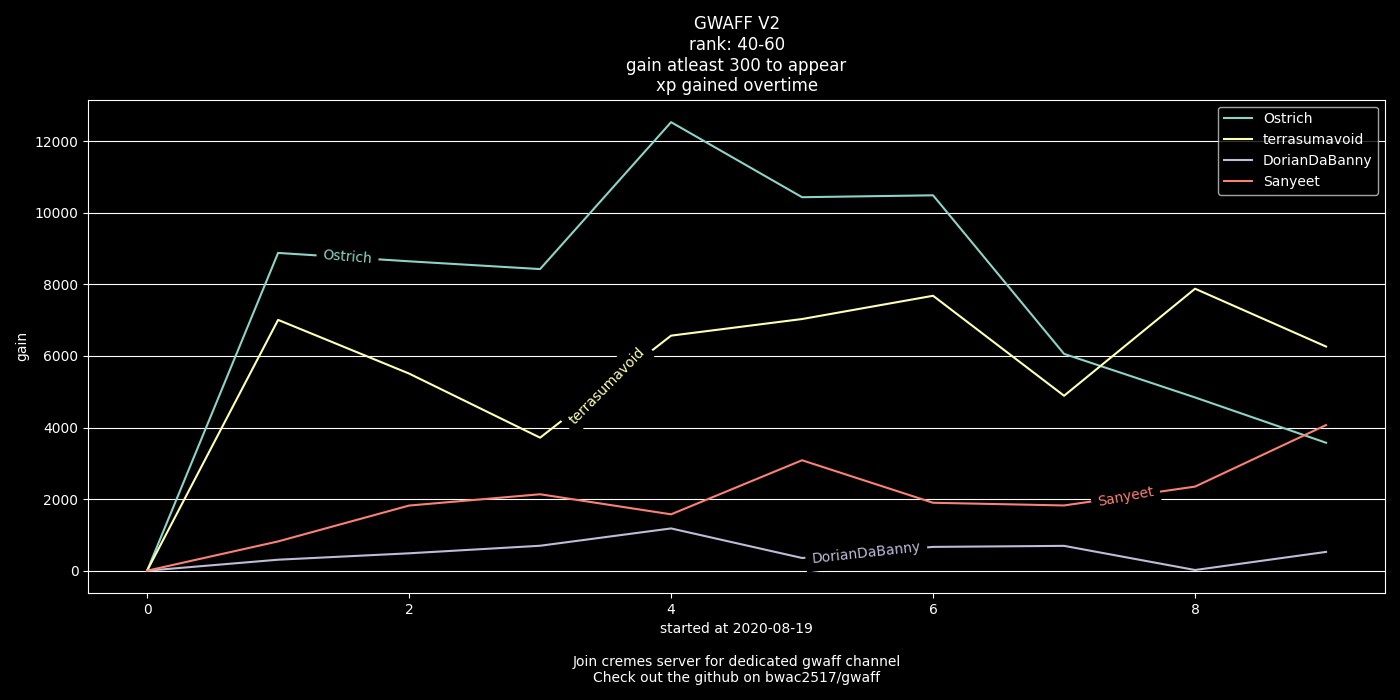 GWAFF V2
rank: 40-60
gain atleast 300 to appear
xp gained overtime
Ostrich
terrasumavoid
DorianDaBanny
Sanyeet
12000
10000
8000
6000
4000
2000
0
gain
Ostrich
terrasumavoid
Sanyeet
DorianDaBanny
0 2 4 6 8
started at 2020-08-19
Join cremes server for dedicated gwaff channel
Check out the github on bwac2517/gwaff